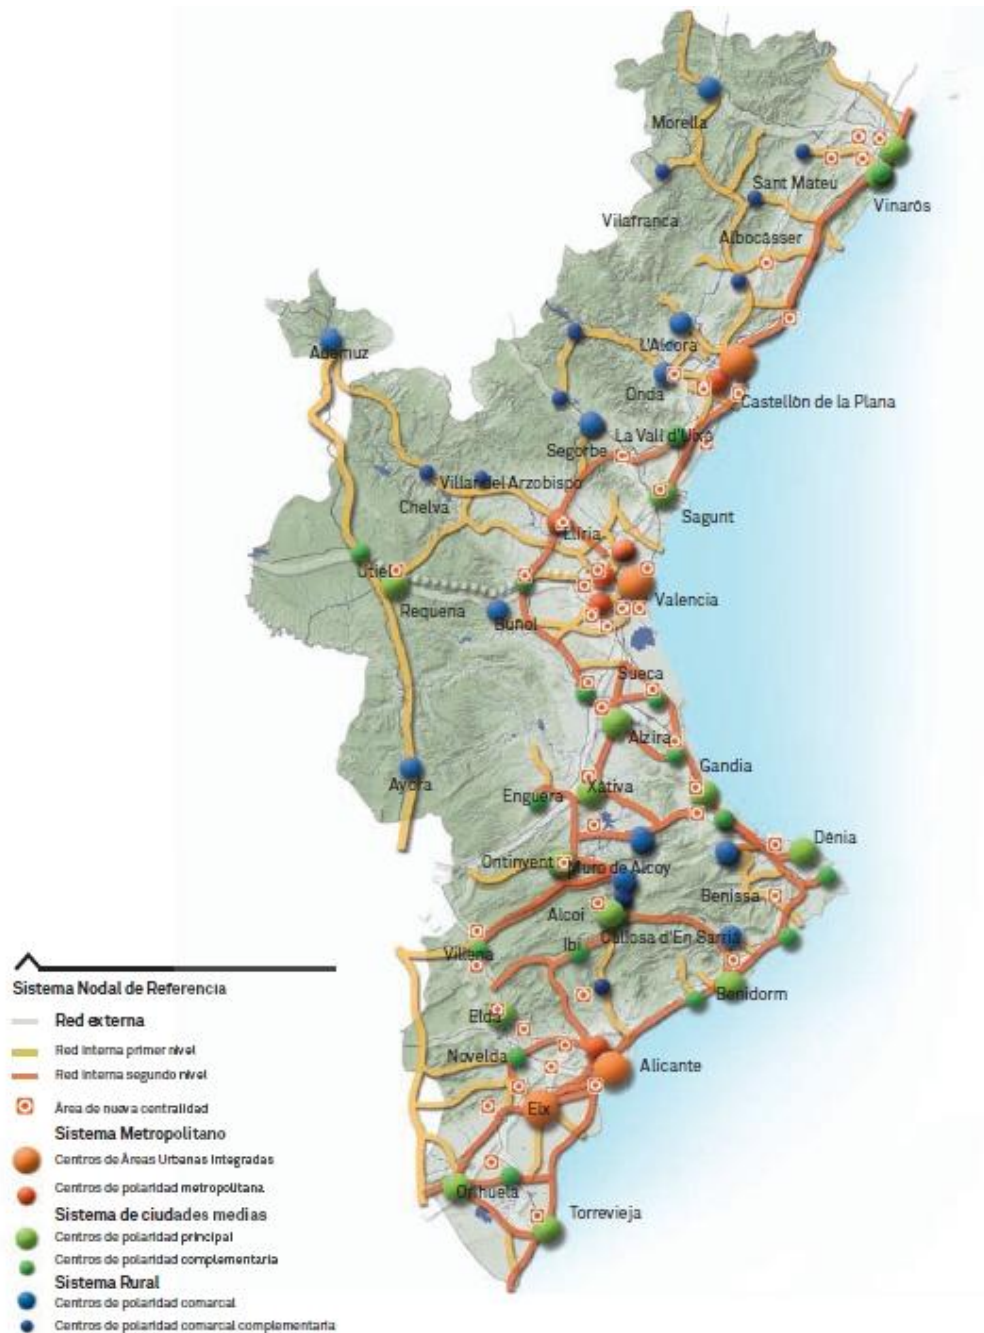 Morella
Sant Mateu
Vinaròs
Vilafranca
Albocàsser
Ademuz
L'Alcora
Onda
Castellón de la Plana
La Vall d'Uixó
Segorbe
Villar del Arzobispo
Chelva
Sagunt
Llíria
Utiel
Requena
Valencia
Buñol
Sueca
Alzira
Gandia
Ayora
Enguera
Xàtiva
Dénia
Ontinyent
Muro de Alcoy
Benissa
Alcoi
Callosa d'En Sarrià
Ibi
Villena
Benidorm
Elda
Novelda
Alicante
Elx
Orihuela
Torrevieja
Sistema Nodal de Referencia
Red externa
Red interna primer nivel
Red interna segundo nivel
Área de nueva centralidad
Sistema Metropolitano
Centros de Áreas Urbanas Integradas
Centros de polaridad metropolitana
Sistema de ciudades medias
Centros de polaridad principal
Centros de polaridad complementaria
Sistema Rural
Centros de polaridad comarcal
Centros de polaridad comarcal complementaria